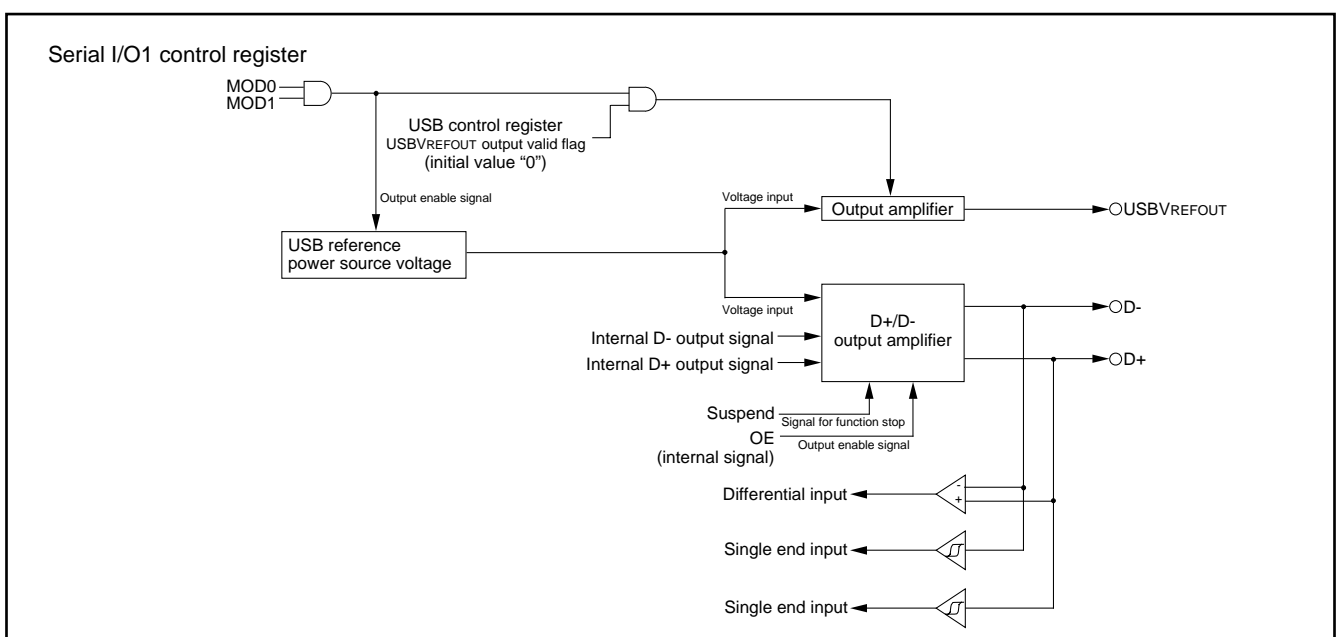 Serial I/O1 control register
MOD0
MOD1
USB control register
USBVREFOUT output valid flag
(initial value “0”)
Output enable signal
Voltage input
Output amplifier
USBVREFOUT
USB reference
power source voltage
Voltage input
D+/D-
output amplifier
D-
Internal D- output signal
Internal D+ output signal
D+
Suspend
Signal for function stop
OE
(internal signal)
Output enable signal
Differential input
-
+
Single end input
Single end input